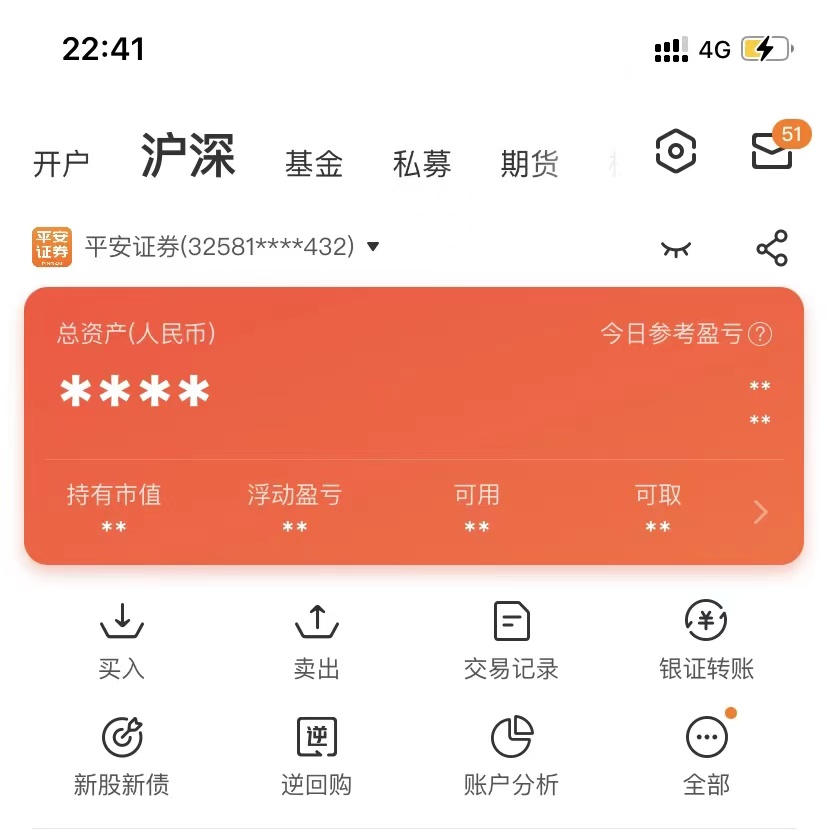 22:41 4G
51
开户 沪深 基金 私募 期货
平安
证券
平安证券(32581****432)
总资产(人民币) 今日参考盈亏?
****
**
**
持有市值 浮动盈亏 可用 可取
** ** ** **
买入 卖出 交易记录 银证转账
逆
新股新债 逆回购 账户分析 全部